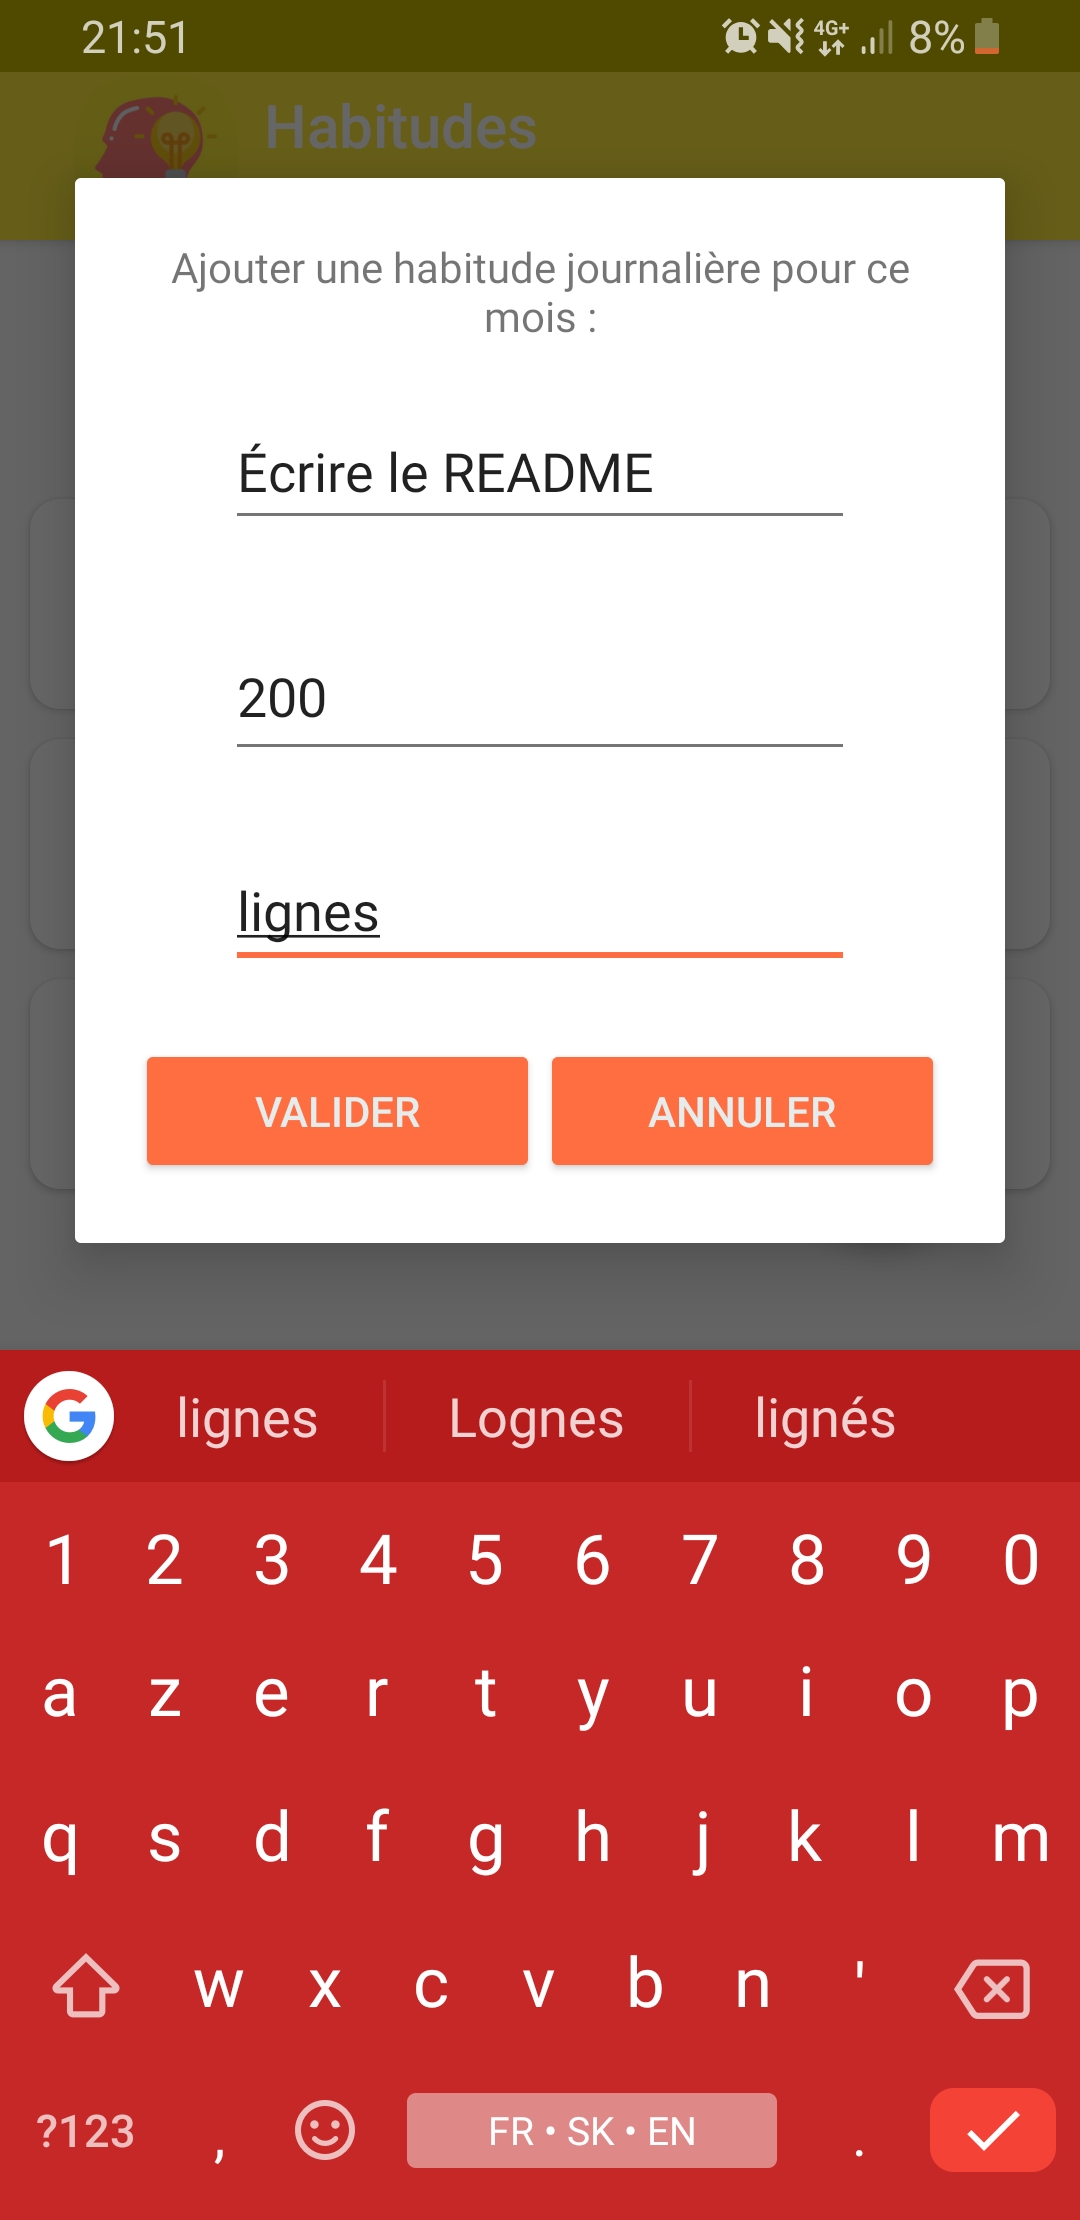 21:51
4G+
8%
Habitudes
Ajouter une habitude journalière pour ce
mois :
Écrire le README
200
lignes
VALIDER ANNULER
G lignes Lognes lignés
1 2 3 4 5 6 7 8 9 0
a z e r t y u i o p
q s d f g h j k l m
w x c v b n '
?123 , FR • SK • EN .